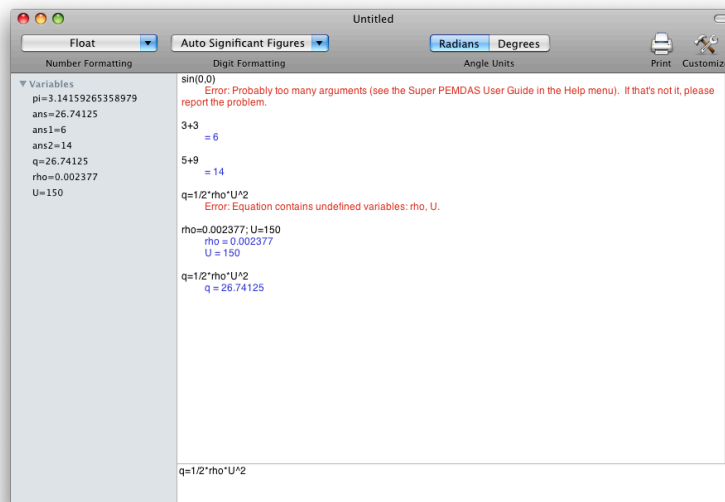 Untitled
Float
Auto Significant Figures
Radians
Degrees
Number Formatting
Digit Formatting
Angle Units
Print
Customiz
Variables
pi=3.14159265358979
ans=26.74125
ans1=6
ans2=14
q=26.74125
rho=0.002377
U=150
sin(0,0)
Error: Probably too many arguments (see the Super PEMDAS User Guide in the Help menu).  If that's not it, please
report the problem.
3+3
= 6
5+9
= 14
q=1/2*rho*U^2
Error: Equation contains undefined variables: rho, U.
rho=0.002377; U=150
rho = 0.002377
U = 150
q=1/2*rho*U^2
q = 26.74125
q=1/2*rho*U^2